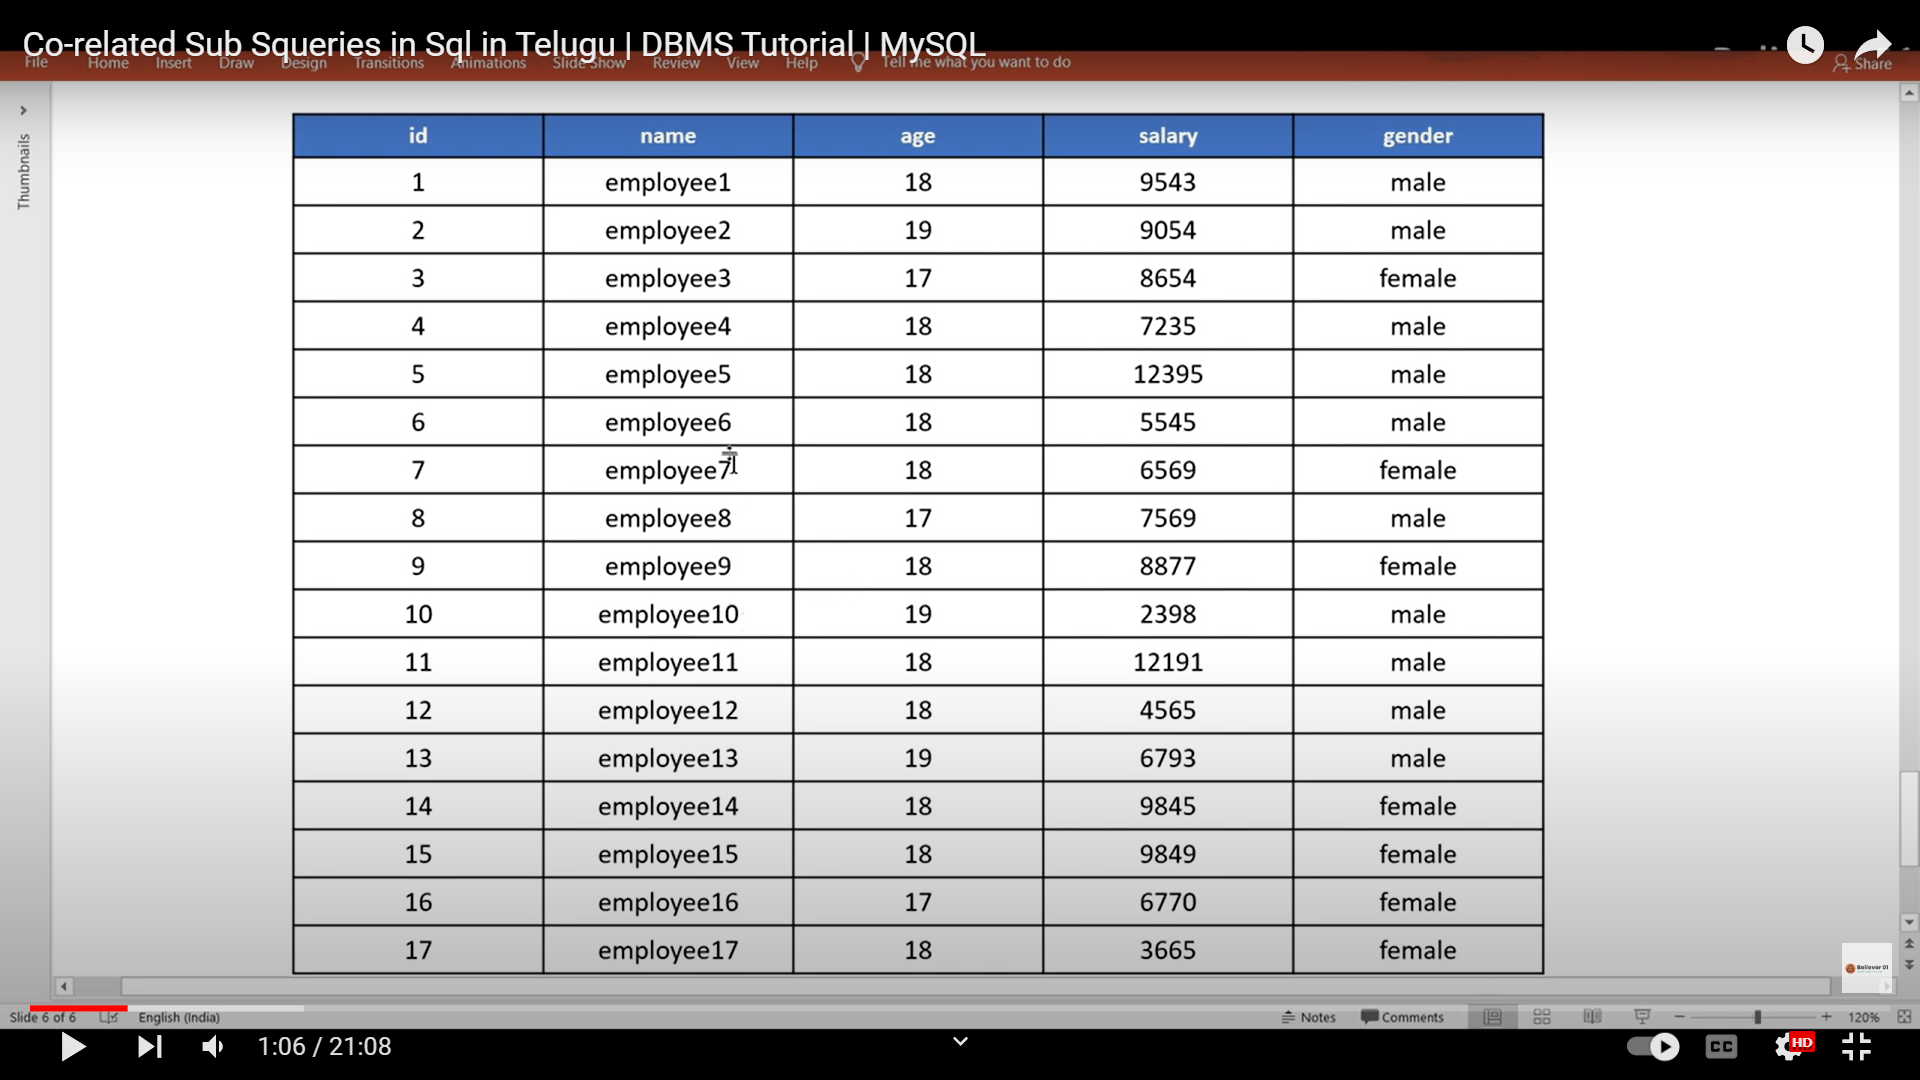 Co-related Sub Squeries in Sql in Telugu | DBMS Tutorial | MySQL
File Home Insert Draw Design Transitions Animations Slide Show Review View Help Tell me what you want to do Share
Thumbnails
id name age salary gender
1 employee1 18 9543 male
2 employee2 19 9054 male
3 employee3 17 8654 female
4 employee4 18 7235 male
5 employee5 18 12395 male
6 employee6 18 5545 male
7 employee7 18 6569 female
8 employee8 17 7569 male
9 employee9 18 8877 female
10 employee10 19 2398 male
11 employee11 18 12191 male
12 employee12 18 4565 male
13 employee13 19 6793 male
14 employee14 18 9845 female
15 employee15 18 9849 female
16 employee16 17 6770 female
17 employee17 18 3665 female
Believer 01
Slide 6 of 6 English (India) Notes Comments 120%
1:06 / 21:08 CC HD